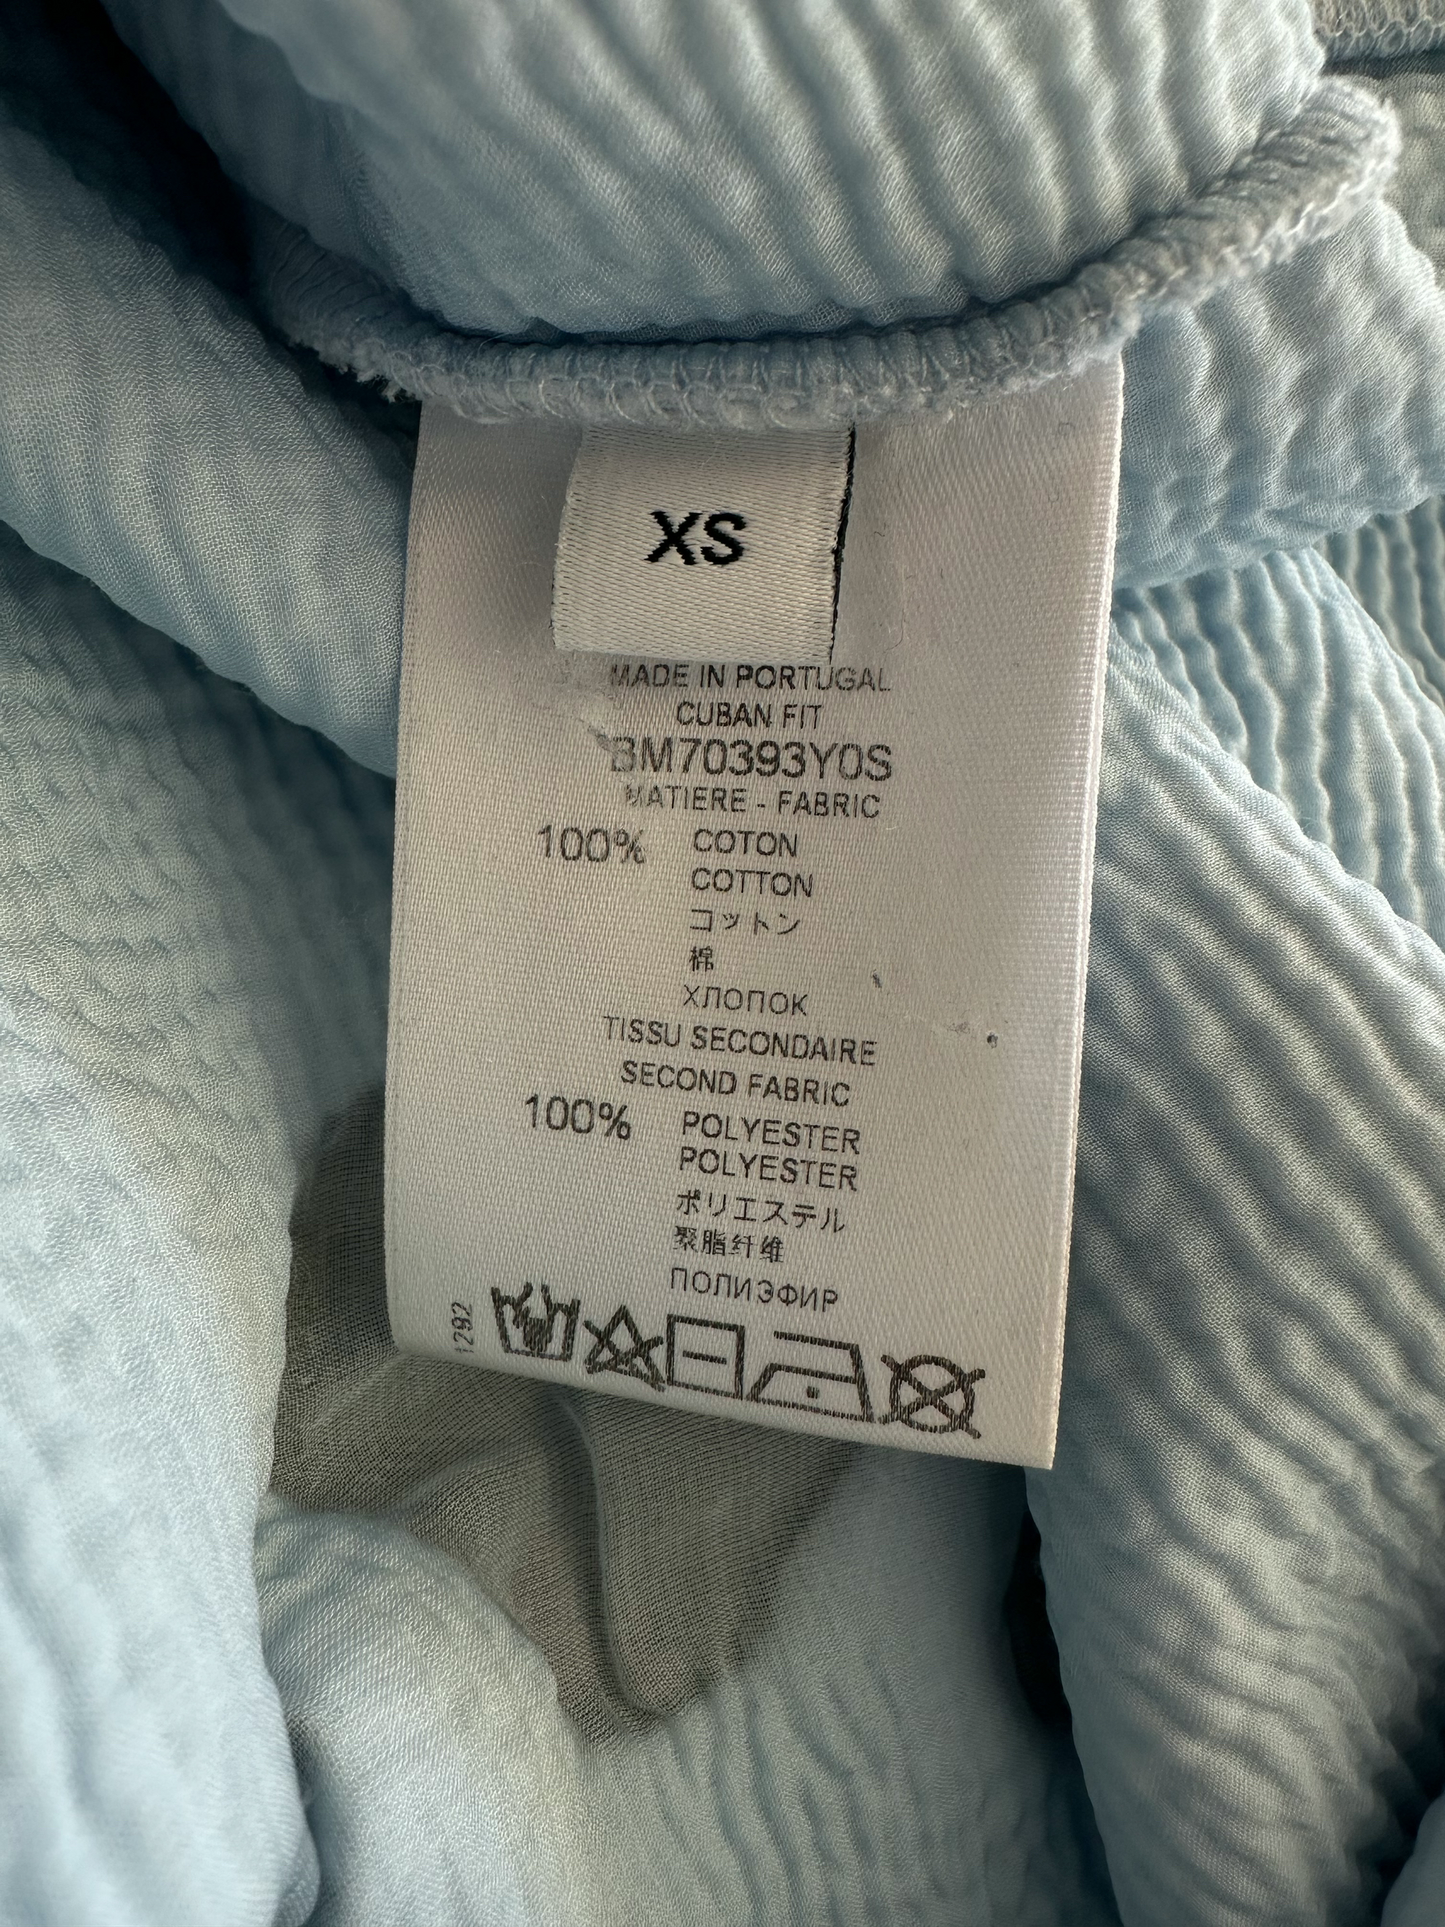 XS
MADE IN PORTUGAL
CUBAN FIT
BM70393Y0S
MATIERE - FABRIC
100% COTON
COTTON
コットン
棉
ХЛОПОК
TISSU SECONDAIRE
SECOND FABRIC
100% POLYESTER
POLYESTER
ポリエステル
聚脂纤维
ПОЛИЭФИР
1292